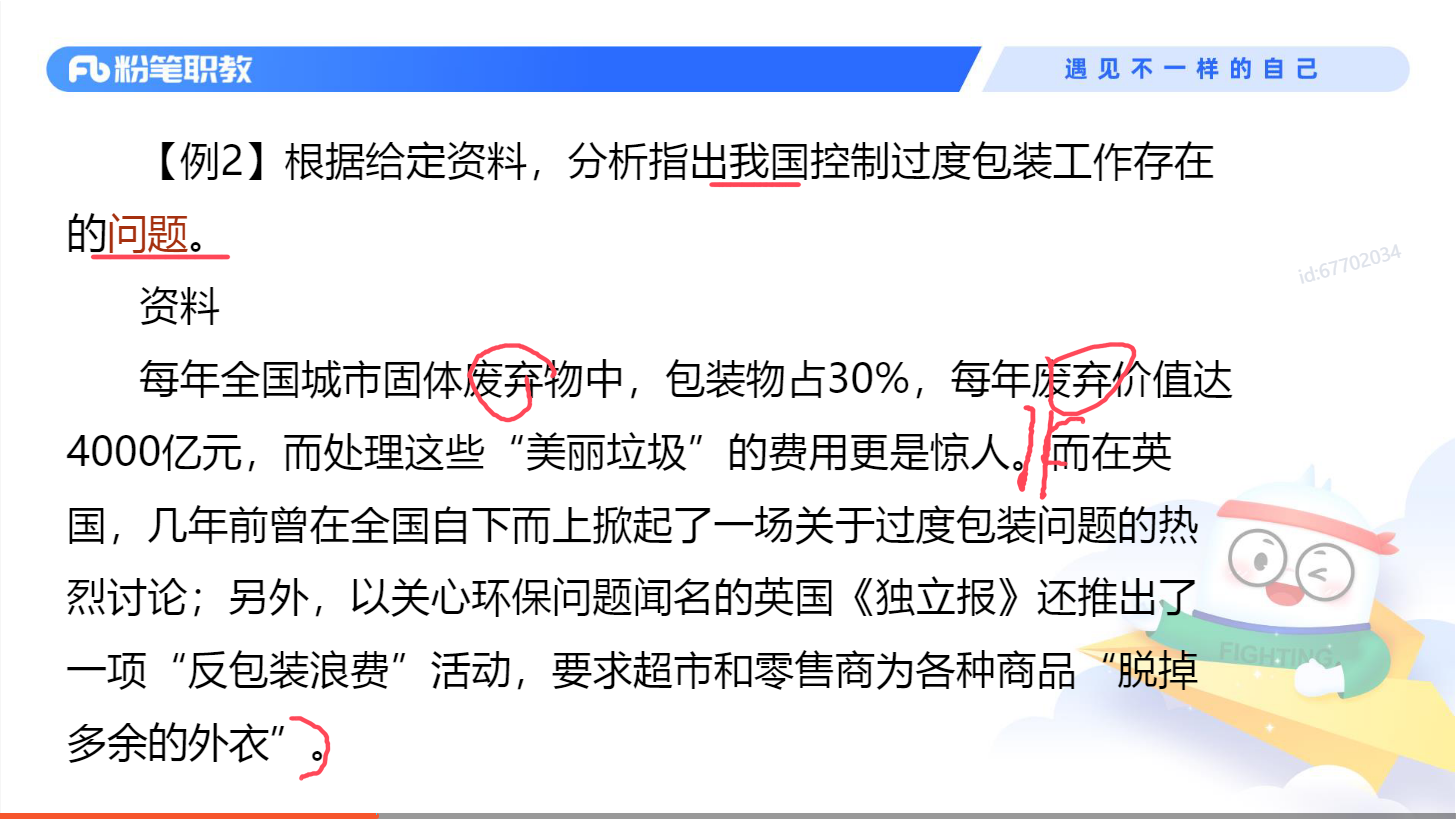 粉笔职教
遇见不一样的自己
【例2】根据给定资料，分析指出我国控制过度包装工作存在
的问题。
id:67702034
资料
每年全国城市固体废弃物中，包装物占30%，每年废弃价值达
4000亿元，而处理这些“美丽垃圾”的费用更是惊人。而在英
国，几年前曾在全国自下而上掀起了一场关于过度包装问题的热
烈讨论；另外，以关心环保问题闻名的英国《独立报》还推出了
一项“反包装浪费”活动，要求超市和零售商为各种商品“脱掉
多余的外衣”。
FIGHTING.